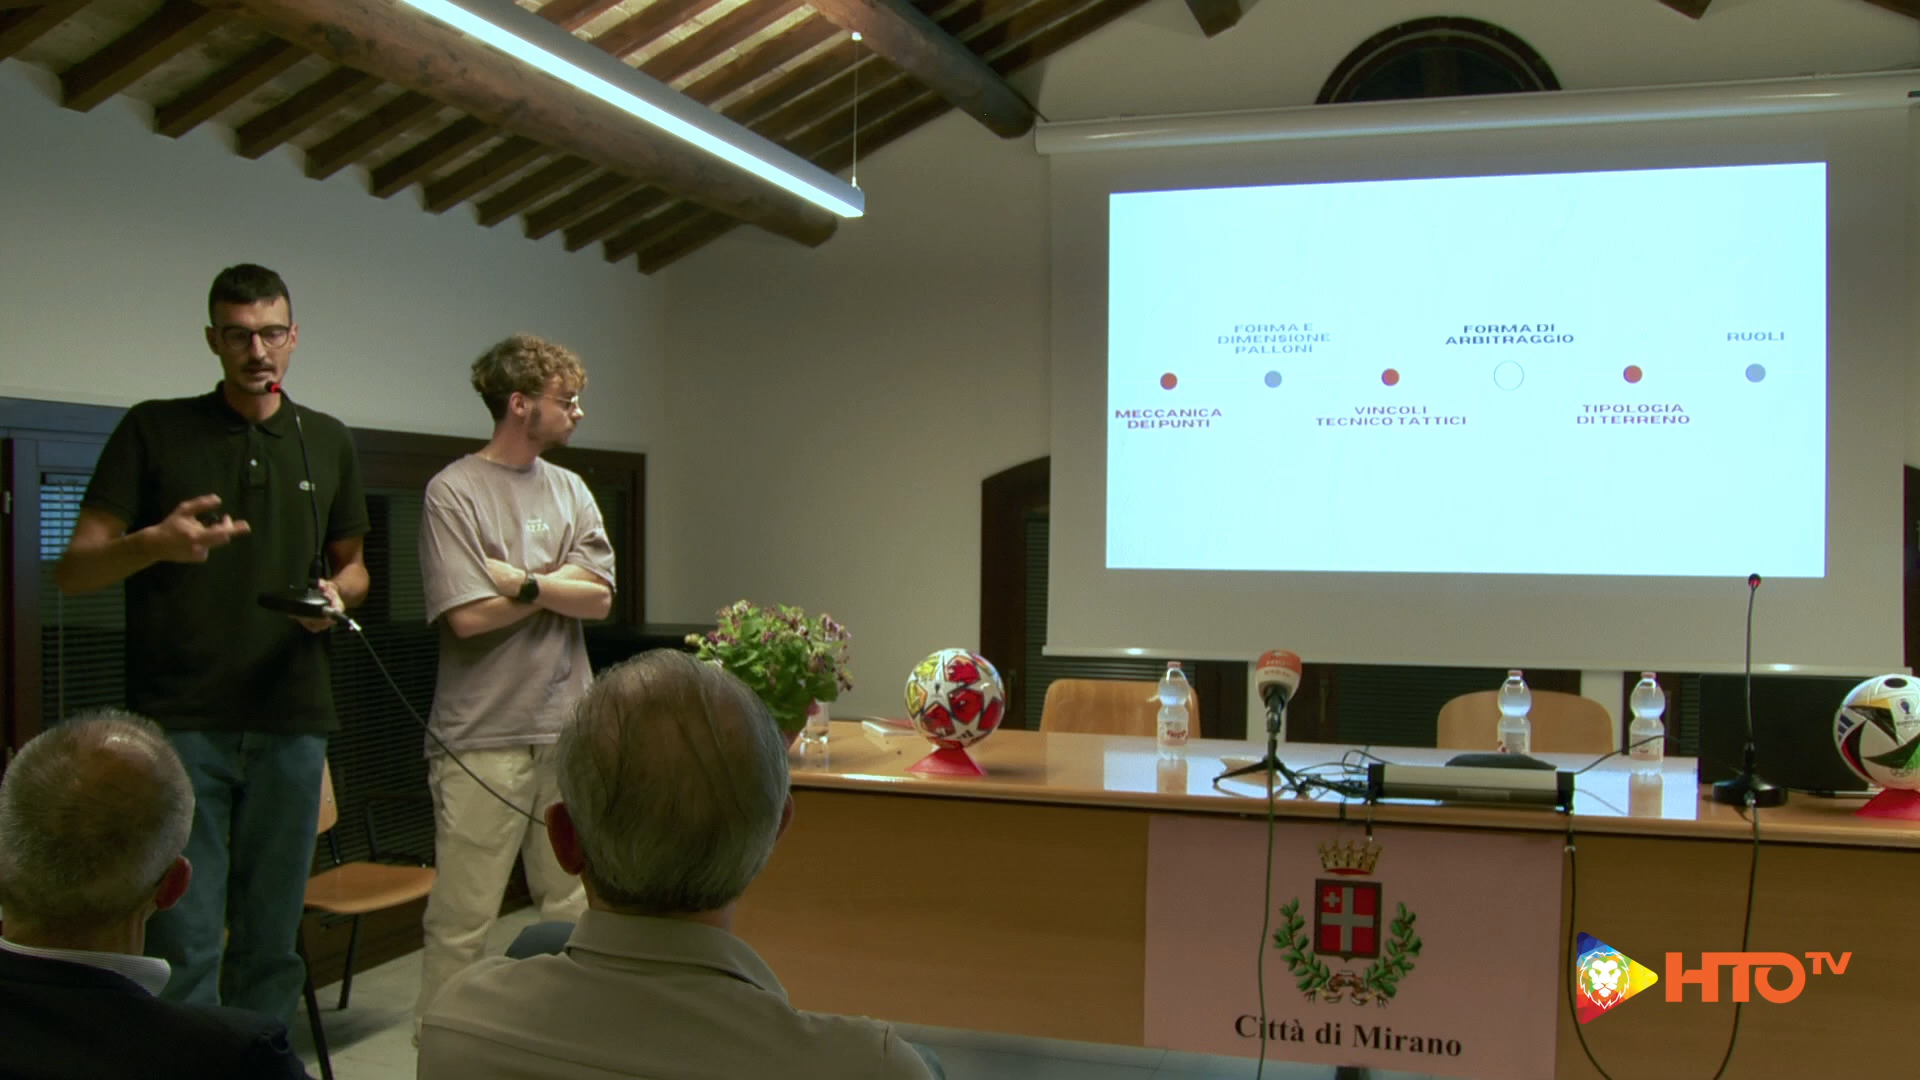 FORMA E
DIMENSIONE
PALLONI
FORMA DI
ARBITRAGGIO
RUOLI
MECCANICA
DEI PUNTI
VINCOLI
TECNICO TATTICI
TIPOLOGIA
DI TERRENO
HTO
Città di Mirano
HTO TV